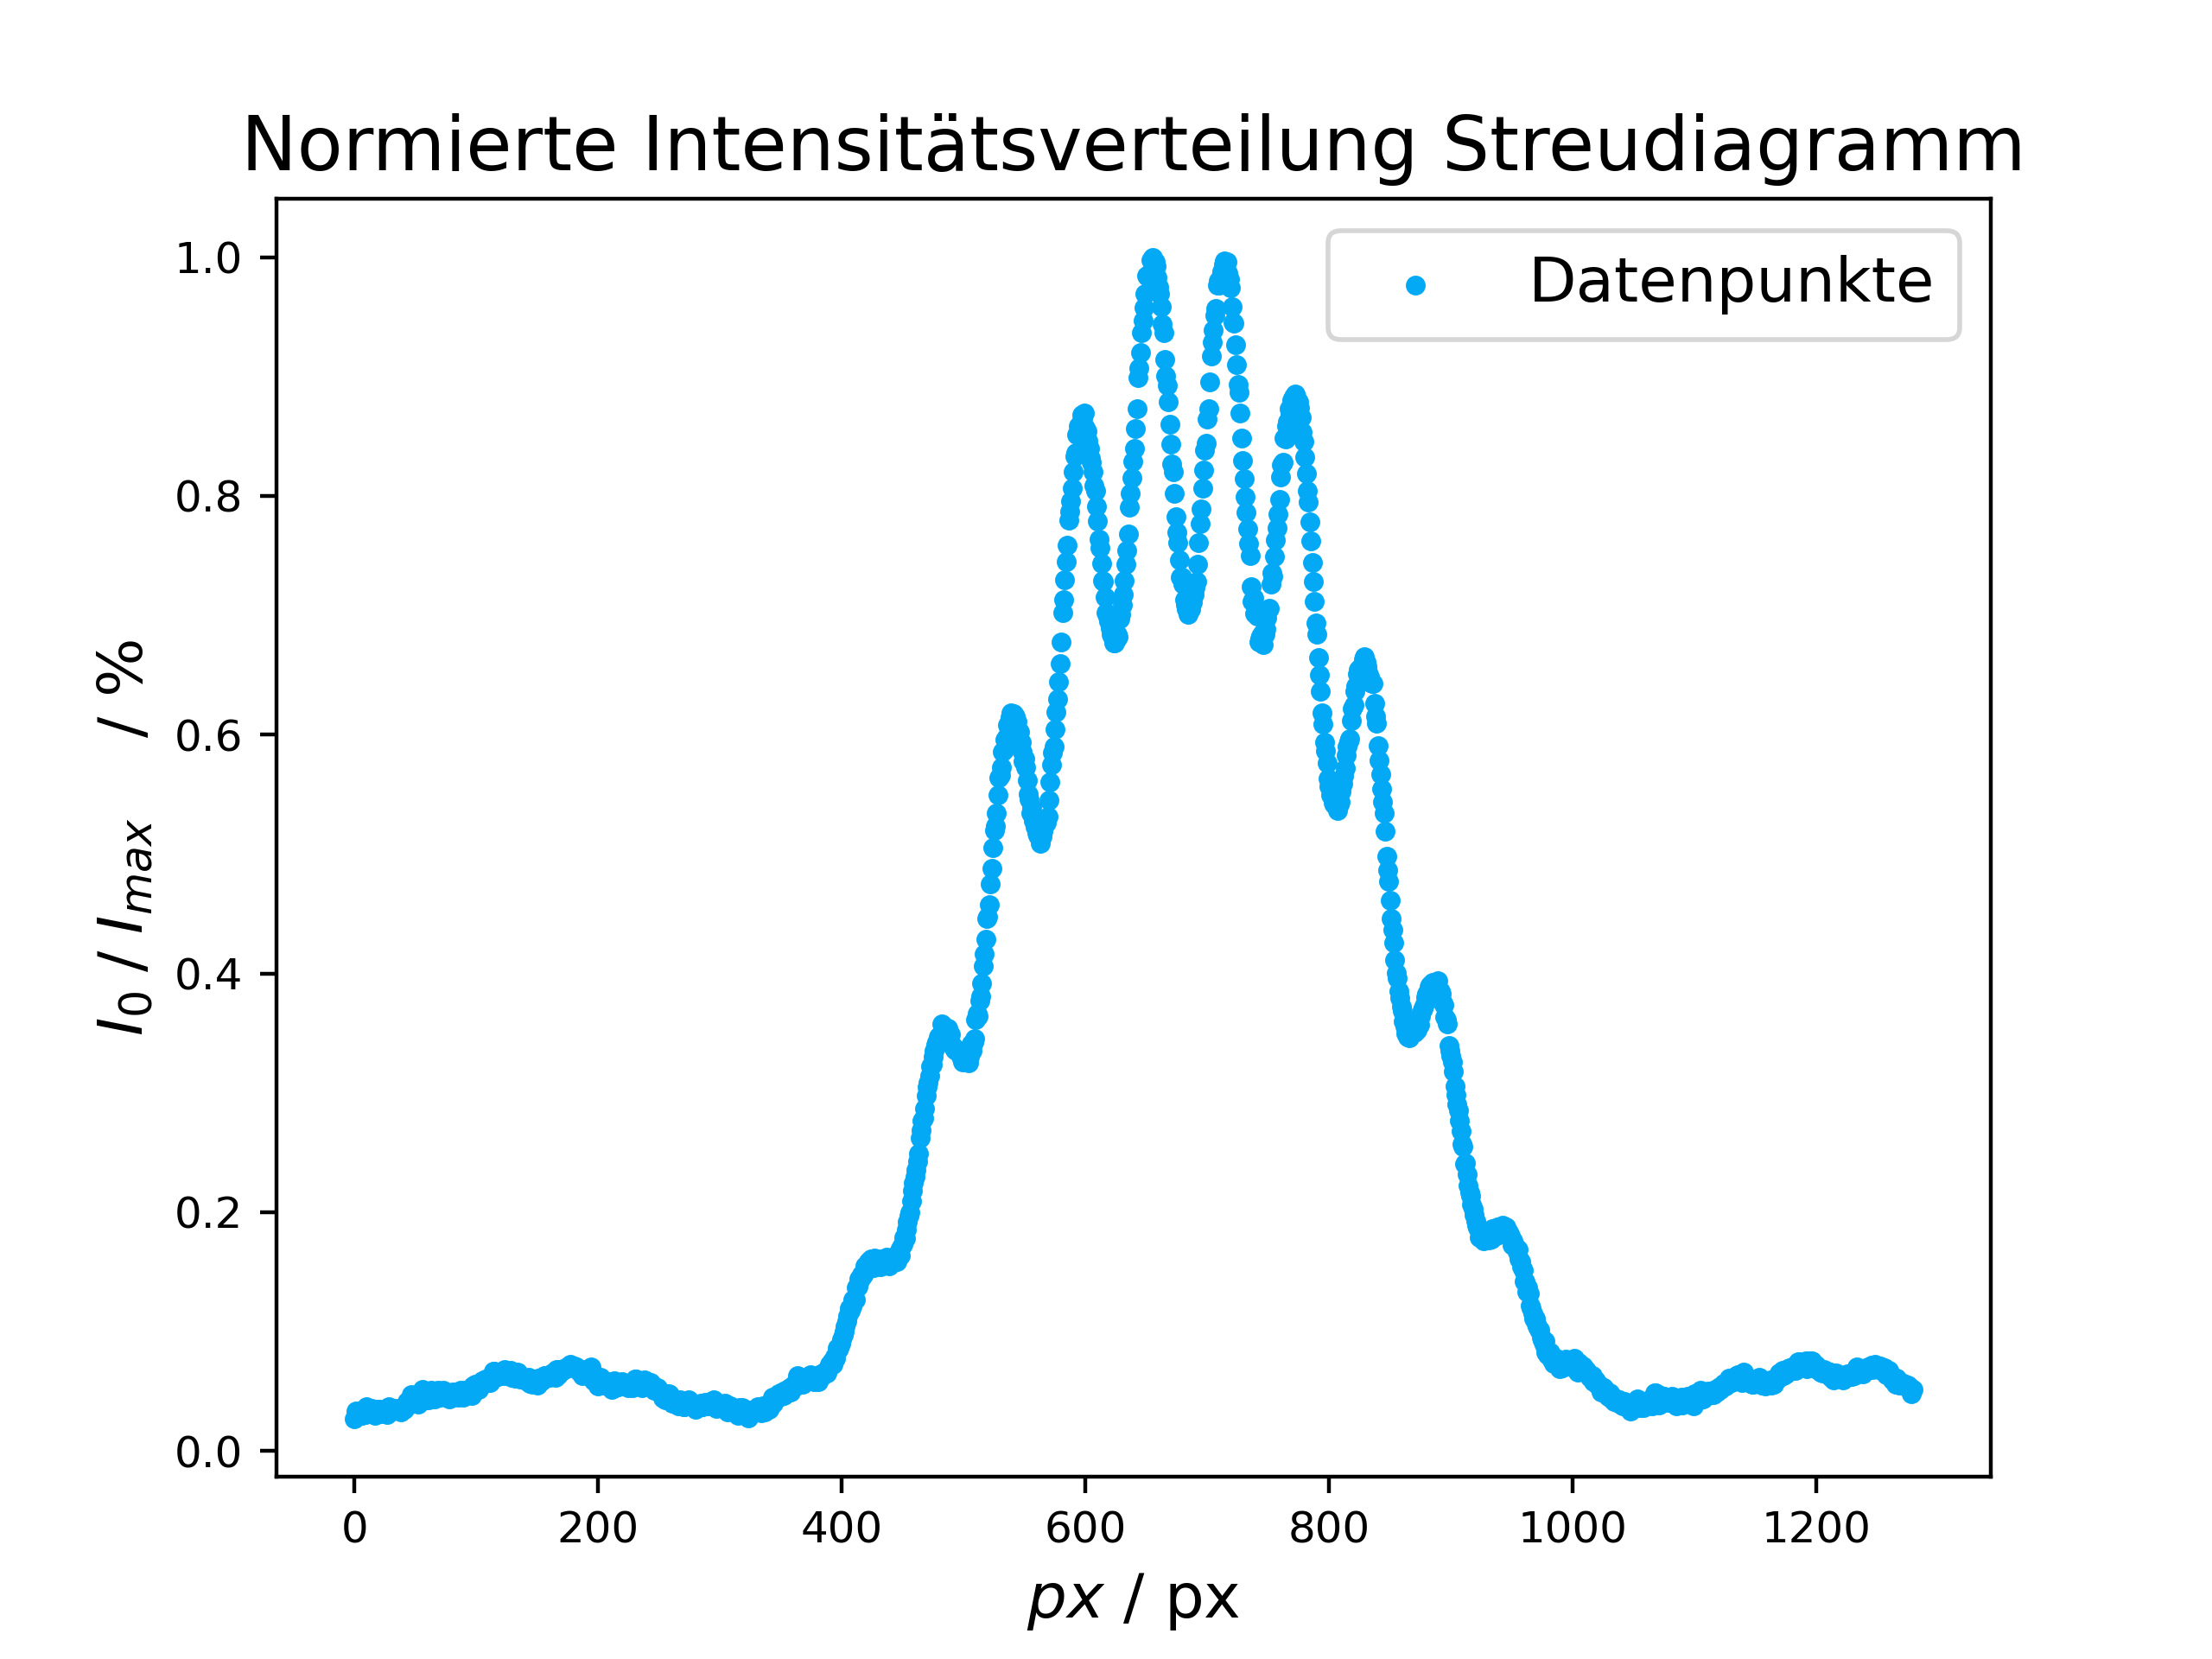 Normierte Intensitätsverteilung Streudiagramm
Datenpunkte
1.0
0.8
0.6
0.4
0.2
0.0
I₀ / Iₘₐₓ / %
0 200 400 600 800 1000 1200
px / px